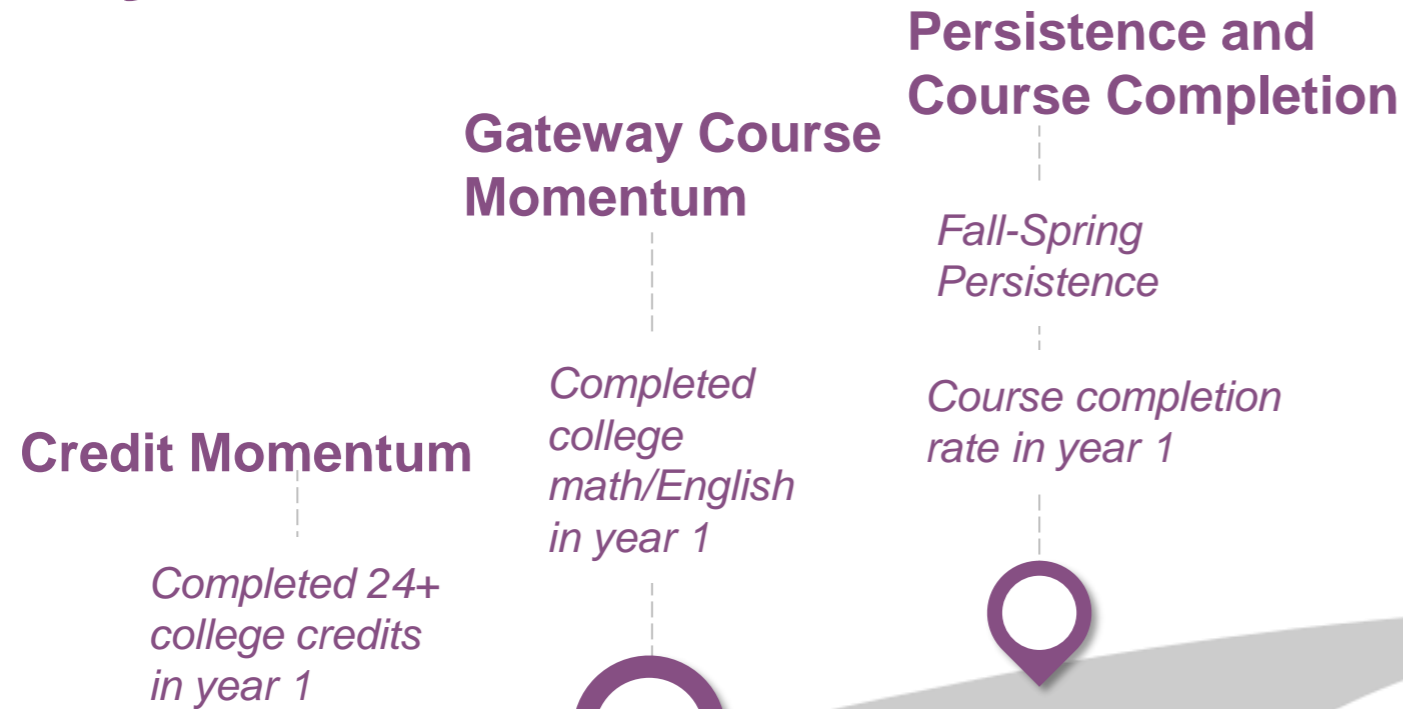 Persistence and
Course Completion
Gateway Course
Momentum
Fall-Spring
Persistence
Completed
college
math/English
in year 1
Course completion
rate in year 1
Credit Momentum
Completed 24+
college credits
in year 1